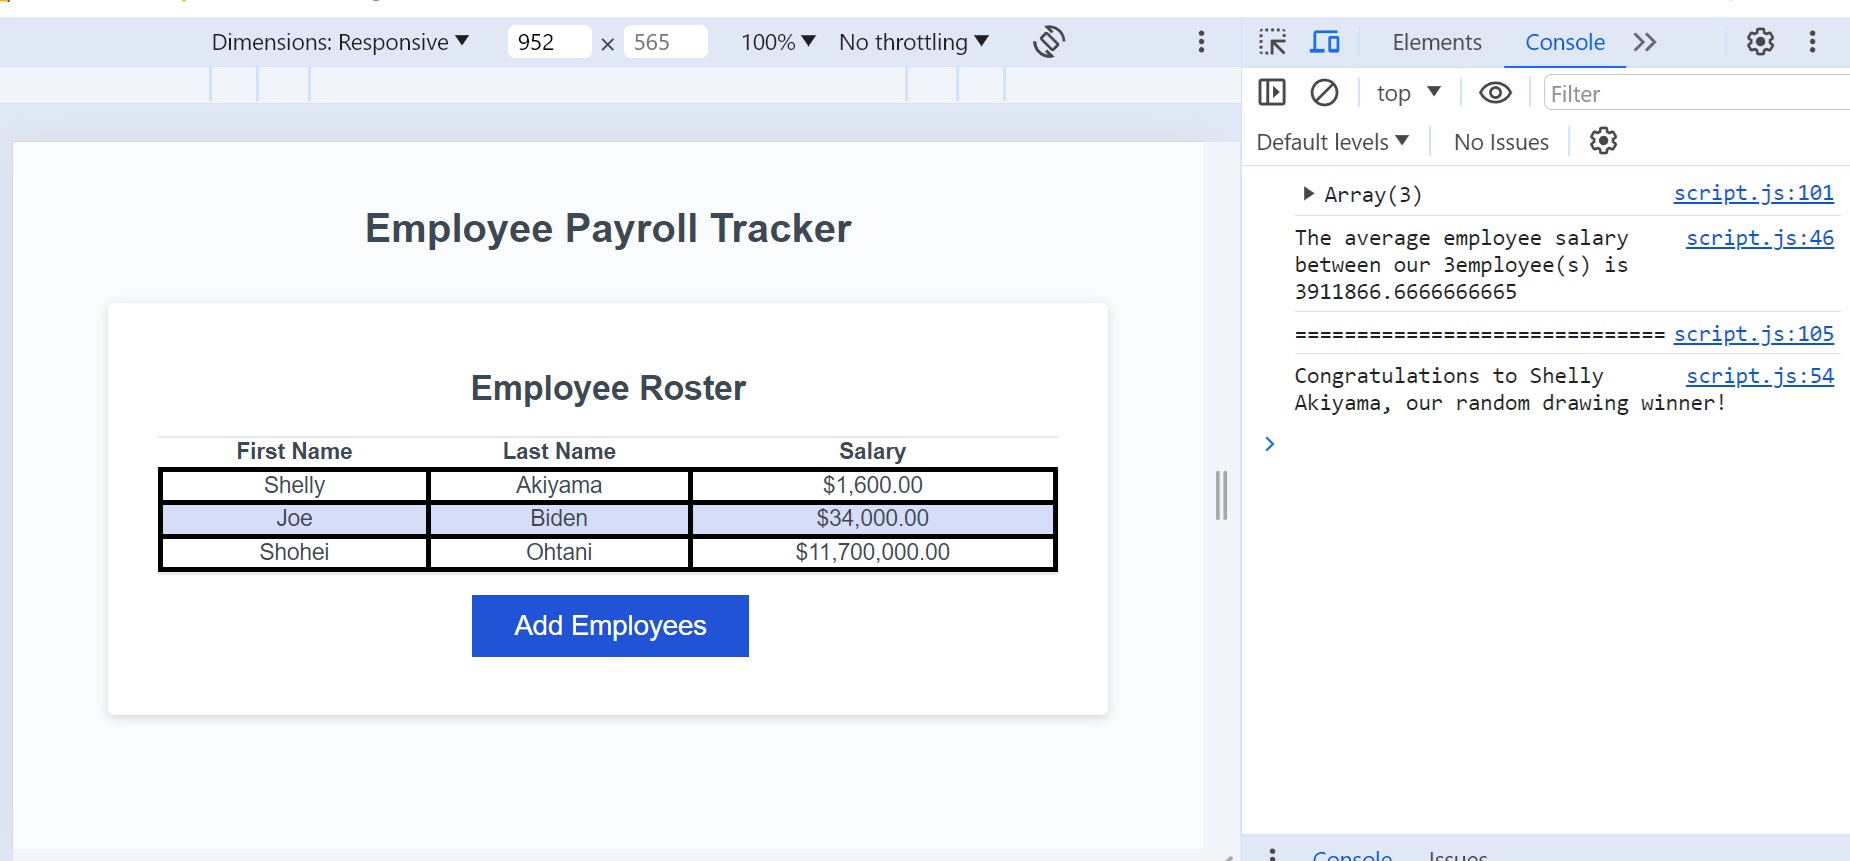 Dimensions: Responsive 952 × 565 100% No throttling
Elements Console
top Filter
Default levels No Issues
Employee Payroll Tracker
Employee Roster
First Name Last Name Salary
Shelly Akiyama $1,600.00
Joe Biden $34,000.00
Shohei Ohtani $11,700,000.00
Add Employees
Array(3) script.js:101
The average employee salary script.js:46
between our 3employee(s) is
3911866.6666666665
============================== script.js:105
Congratulations to Shelly script.js:54
Akiyama, our random drawing winner!
Console Issues